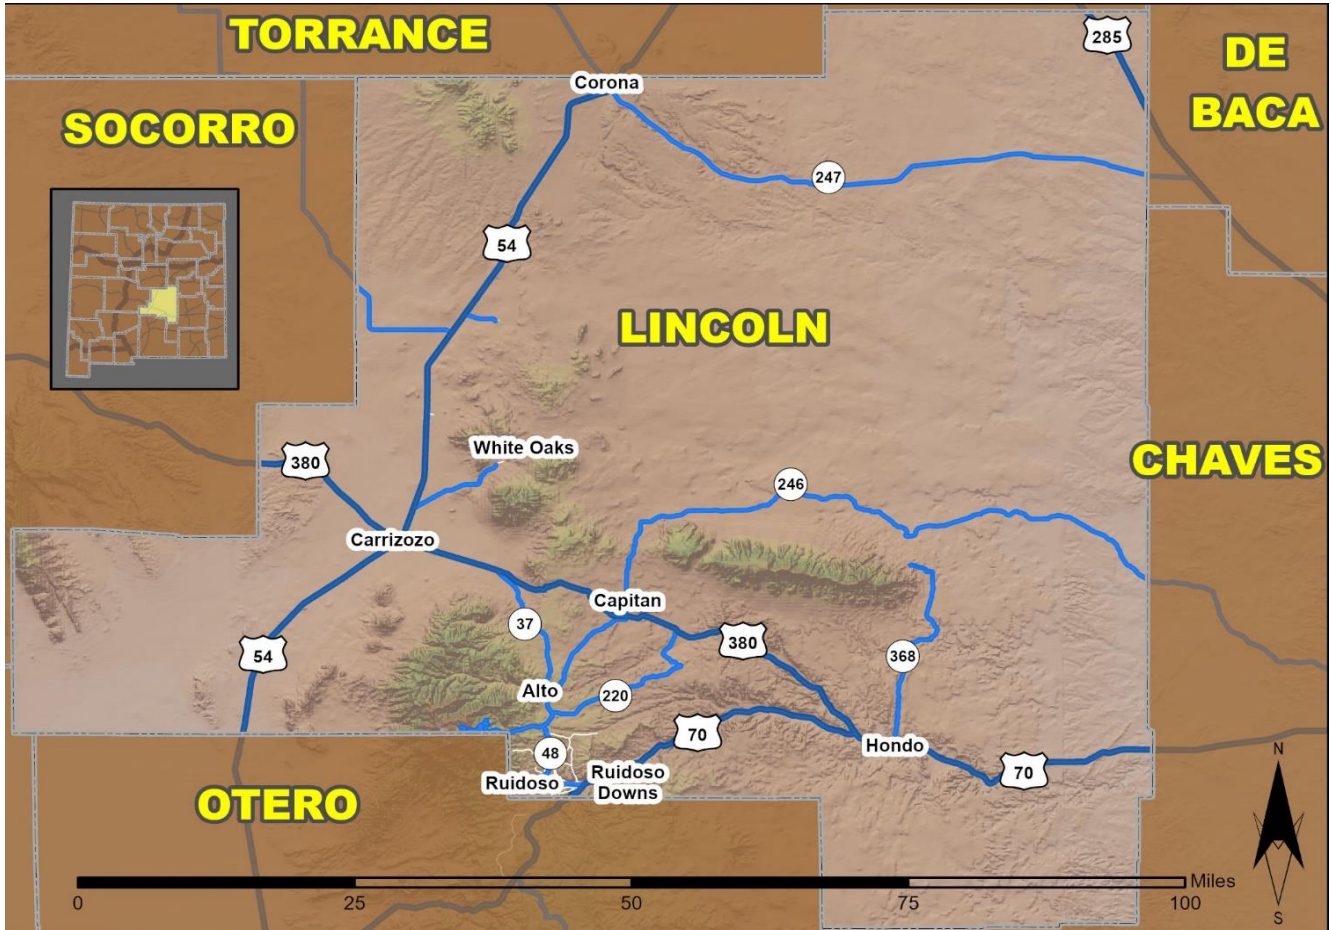 TORRANCE
285
DE
BACA
Corona
SOCORRO
247
54
LINCOLN
White Oaks
380
CHAVES
246
Carrizozo
Capitan
37
380
54
368
Alto
220
70
Hondo
48
70
Ruidoso
Ruidoso
Downs
OTERO
N
S
Miles
0
25
50
75
100